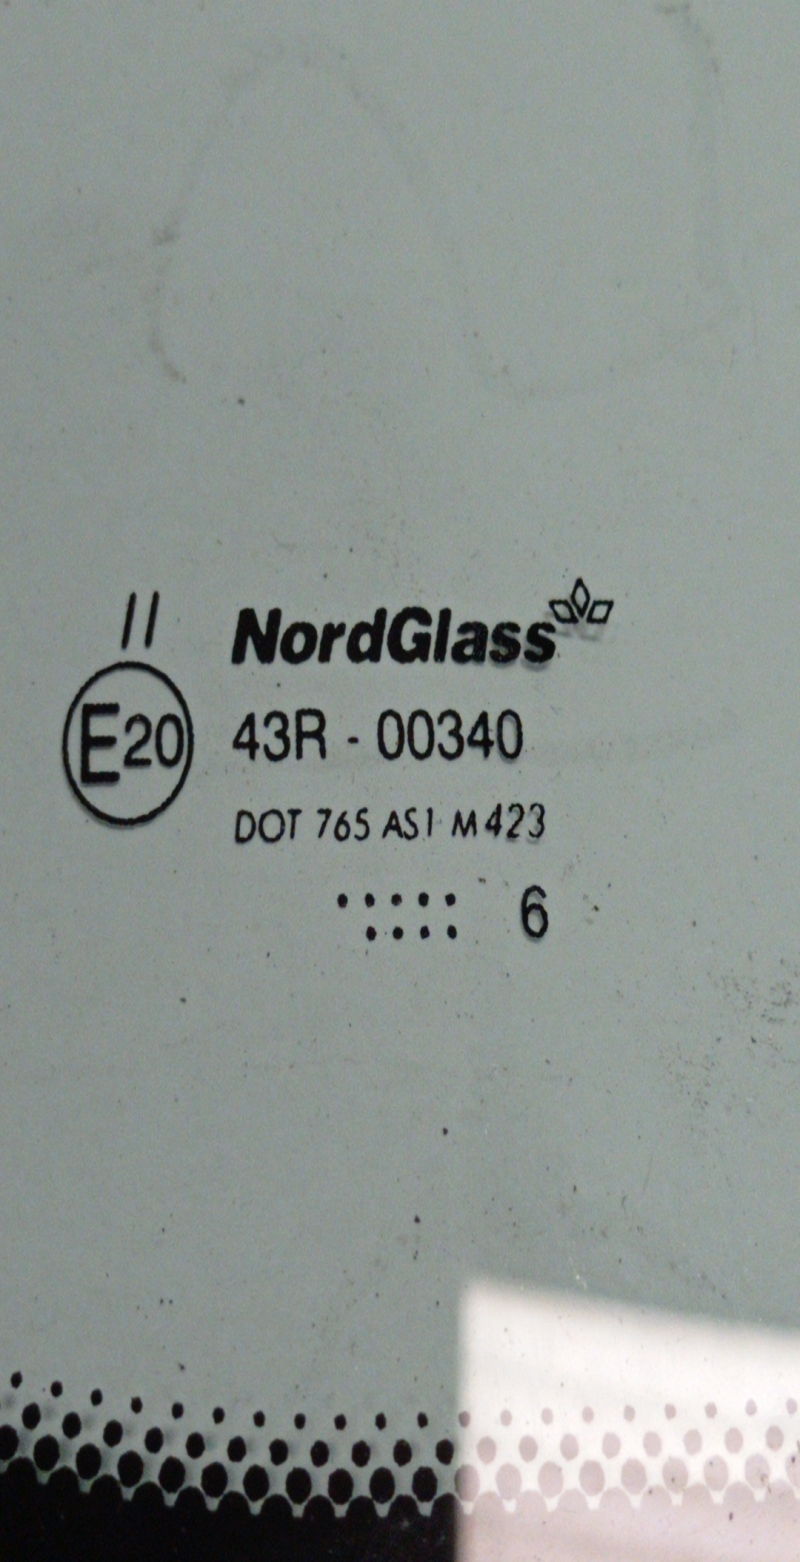 II NordGlass
E20 43R - 00340
DOT 765 AS1 M423
6